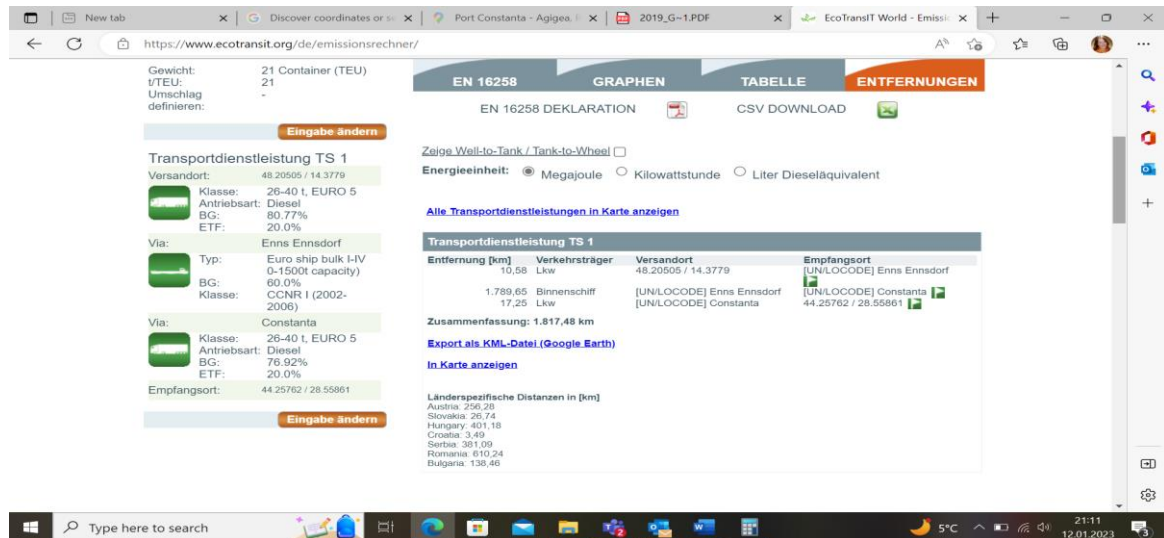 New tab
Discover coordinates or se
Port Constanta - Agigea,
2019_G~1.PDF
EcoTransIT World - Emissio
https://www.ecotransit.org/de/emissionsrechner/
Gewicht: 21 Container (TEU)
t/TEU: 21
Umschlag definieren: -
Eingabe ändern
Transportdienstleistung TS 1
Versandort: 48.20505 / 14.3779
Klasse: 26-40 t, EURO 5
Antriebsart: Diesel
BG: 80.77%
ETF: 20.0%
Via: Enns Ennsdorf
Typ: Euro ship bulk I-IV
0-1500t capacity)
BG: 60.0%
Klasse: CCNR I (2002-
2006)
Via: Constanta
Klasse: 26-40 t, EURO 5
Antriebsart: Diesel
BG: 76.92%
ETF: 20.0%
Empfangsort: 44.25762 / 28.55861
Eingabe ändern
EN 16258 GRAPHEN TABELLE ENTFERNUNGEN
EN 16258 DEKLARATION CSV DOWNLOAD
Zeige Well-to-Tank / Tank-to-Wheel
Energieeinheit: Megajoule Kilowattstunde Liter Dieseläquivalent
Alle Transportdienstleistungen in Karte anzeigen
Transportdienstleistung TS 1
Entfernung [km] Verkehrsträger Versandort Empfangsort
10,58 Lkw 48.20505 / 14.3779 [UN/LOCODE] Enns Ennsdorf
1.789,65 Binnenschiff [UN/LOCODE] Enns Ennsdorf [UN/LOCODE] Constanta
17,25 Lkw [UN/LOCODE] Constanta 44.25762 / 28.55861
Zusammenfassung: 1.817,48 km
Export als KML-Datei (Google Earth)
In Karte anzeigen
Länderspezifische Distanzen in [km]
Austria: 256,28
Slovakia: 26,74
Hungary: 401,18
Croatia: 3,49
Serbia: 381,09
Romania: 610,24
Bulgaria: 138,46
Type here to search
5°C
21:11
12.01.2023